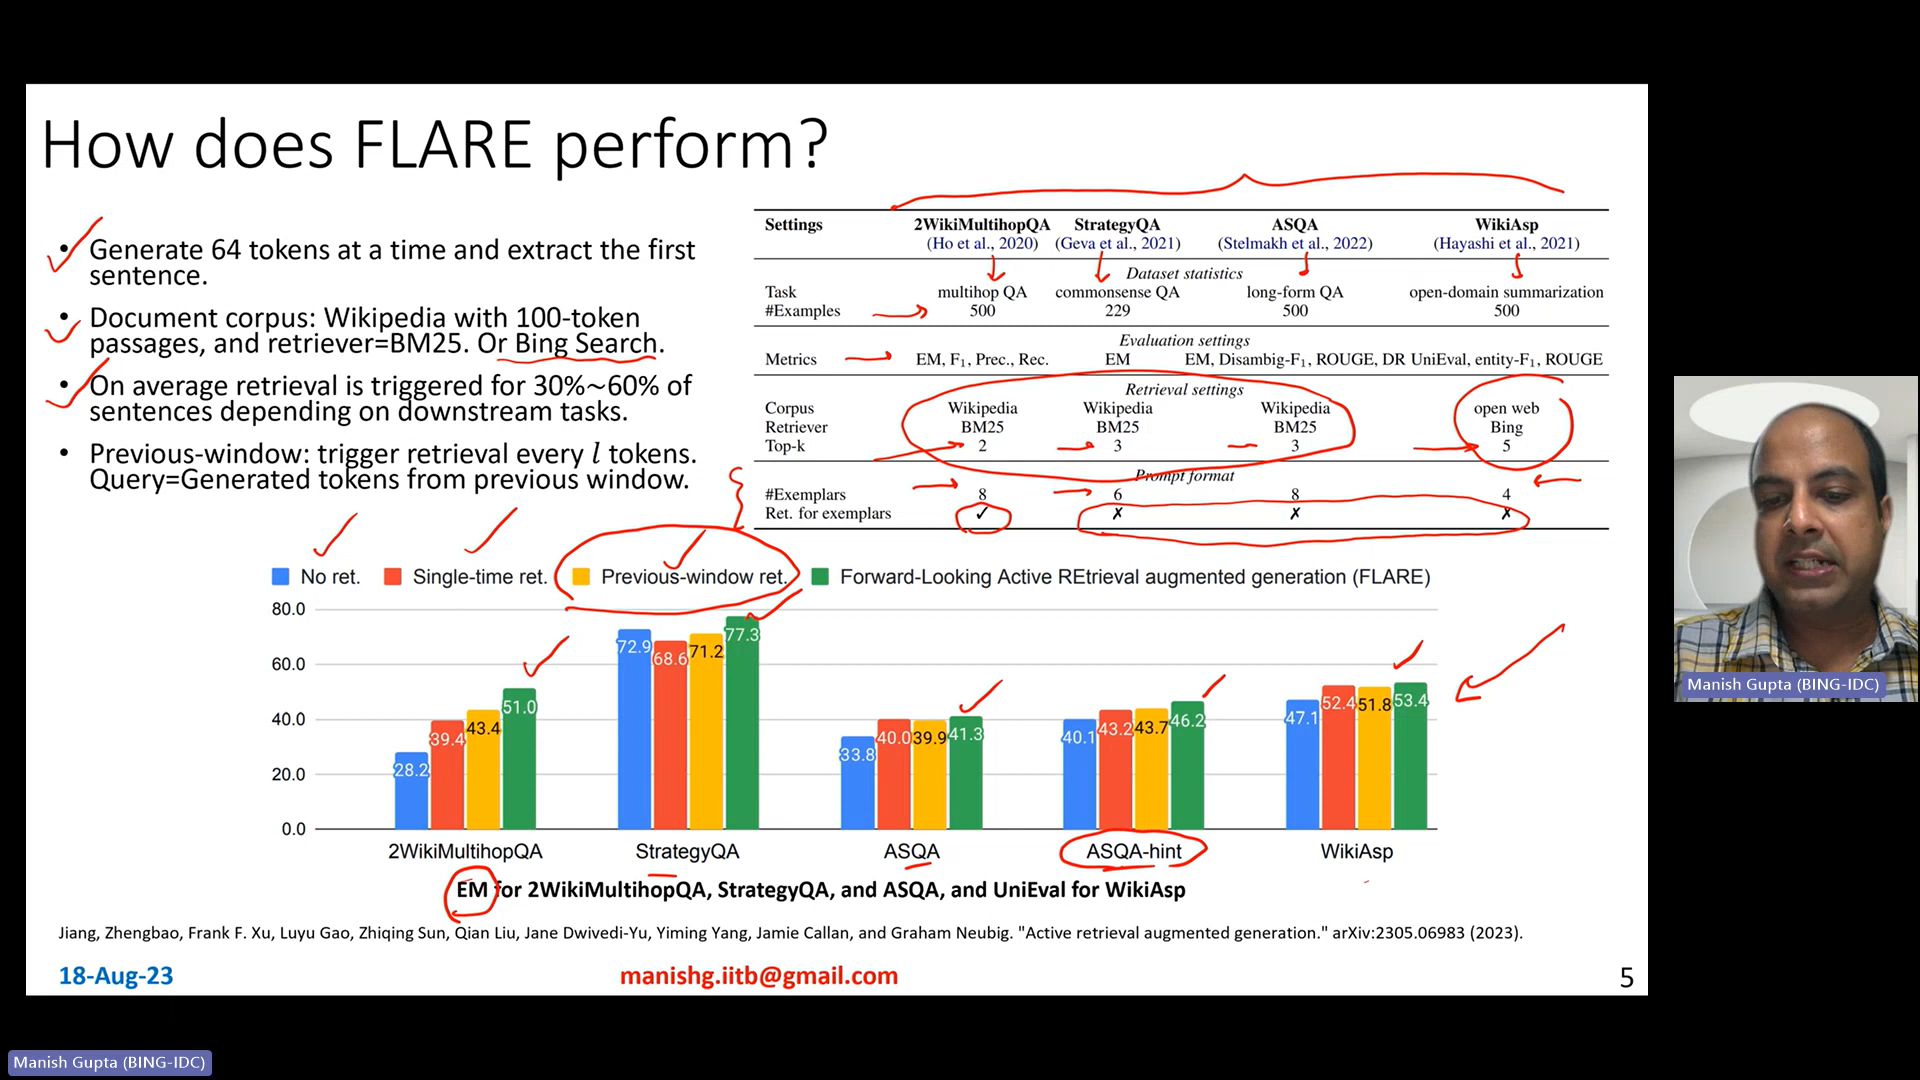 How does FLARE perform?
• Generate 64 tokens at a time and extract the first
sentence.
• Document corpus: Wikipedia with 100-token
passages, and retriever=BM25. Or Bing Search.
• On average retrieval is triggered for 30%~60% of
sentences depending on downstream tasks.
• Previous-window: trigger retrieval every l tokens.
Query=Generated tokens from previous window.
Settings 2WikiMultihopQA StrategyQA ASQA WikiAsp
(Ho et al., 2020) (Geva et al., 2021) (Stelmakh et al., 2022) (Hayashi et al., 2021)
Dataset statistics
Task multihop QA commonsense QA long-form QA open-domain summarization
#Examples 500 229 500 500
Evaluation settings
Metrics EM, F1, Prec., Rec. EM EM, Disambig-F1, ROUGE, DR UniEval, entity-F1, ROUGE
Retrieval settings
Corpus Wikipedia Wikipedia Wikipedia open web
Retriever BM25 BM25 BM25 Bing
Top-k 2 3 3 5
Prompt format
#Exemplars 8 6 8 4
Ret. for exemplars ✓ ✗ ✗ ✗
No ret. Single-time ret. Previous-window ret. Forward-Looking Active REtrieval augmented generation (FLARE)
80.0
60.0
40.0
20.0
0.0
28.2 39.4 43.4 51.0
72.9 68.6 71.2 77.3
33.8 40.0 39.9 41.3
40.1 43.2 43.7 46.2
47.1 52.4 51.8 53.4
2WikiMultihopQA StrategyQA ASQA ASQA-hint WikiAsp
EM for 2WikiMultihopQA, StrategyQA, and ASQA, and UniEval for WikiAsp
Jiang, Zhengbao, Frank F. Xu, Luyu Gao, Zhiqing Sun, Qian Liu, Jane Dwivedi-Yu, Yiming Yang, Jamie Callan, and Graham Neubig. "Active retrieval augmented generation." arXiv:2305.06983 (2023).
18-Aug-23 manishg.iitb@gmail.com 5
Manish Gupta (BING-IDC)
Manish Gupta (BING-IDC)